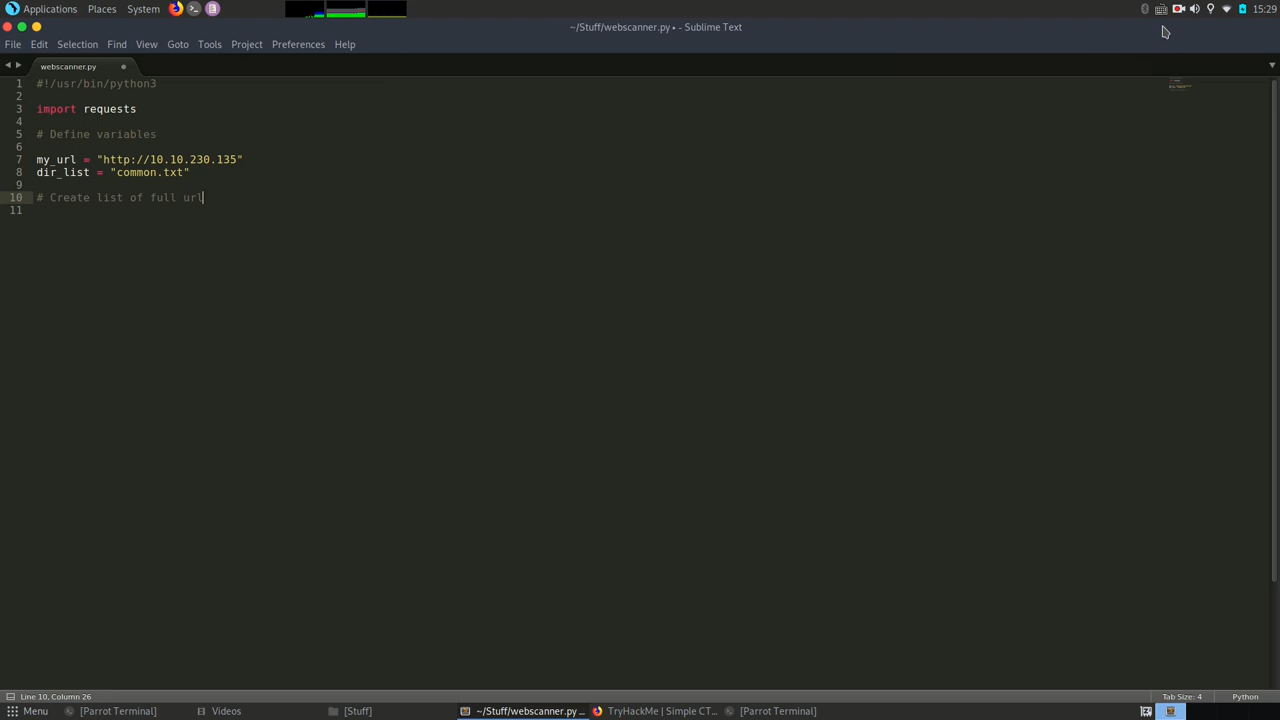 Applications Places System 15:29
~/Stuff/webscanner.py • - Sublime Text
File Edit Selection Find View Goto Tools Project Preferences Help
webscanner.py
1 #!/usr/bin/python3
2
3 import requests
4
5 # Define variables
6
7 my_url = "http://10.10.230.135"
8 dir_list = "common.txt"
9
10 # Create list of full url
11
Line 10, Column 26 Tab Size: 4 Python
Menu [Parrot Terminal] Videos [Stuff] ~/Stuff/webscanner.py ... TryHackMe | Simple CT... [Parrot Terminal]